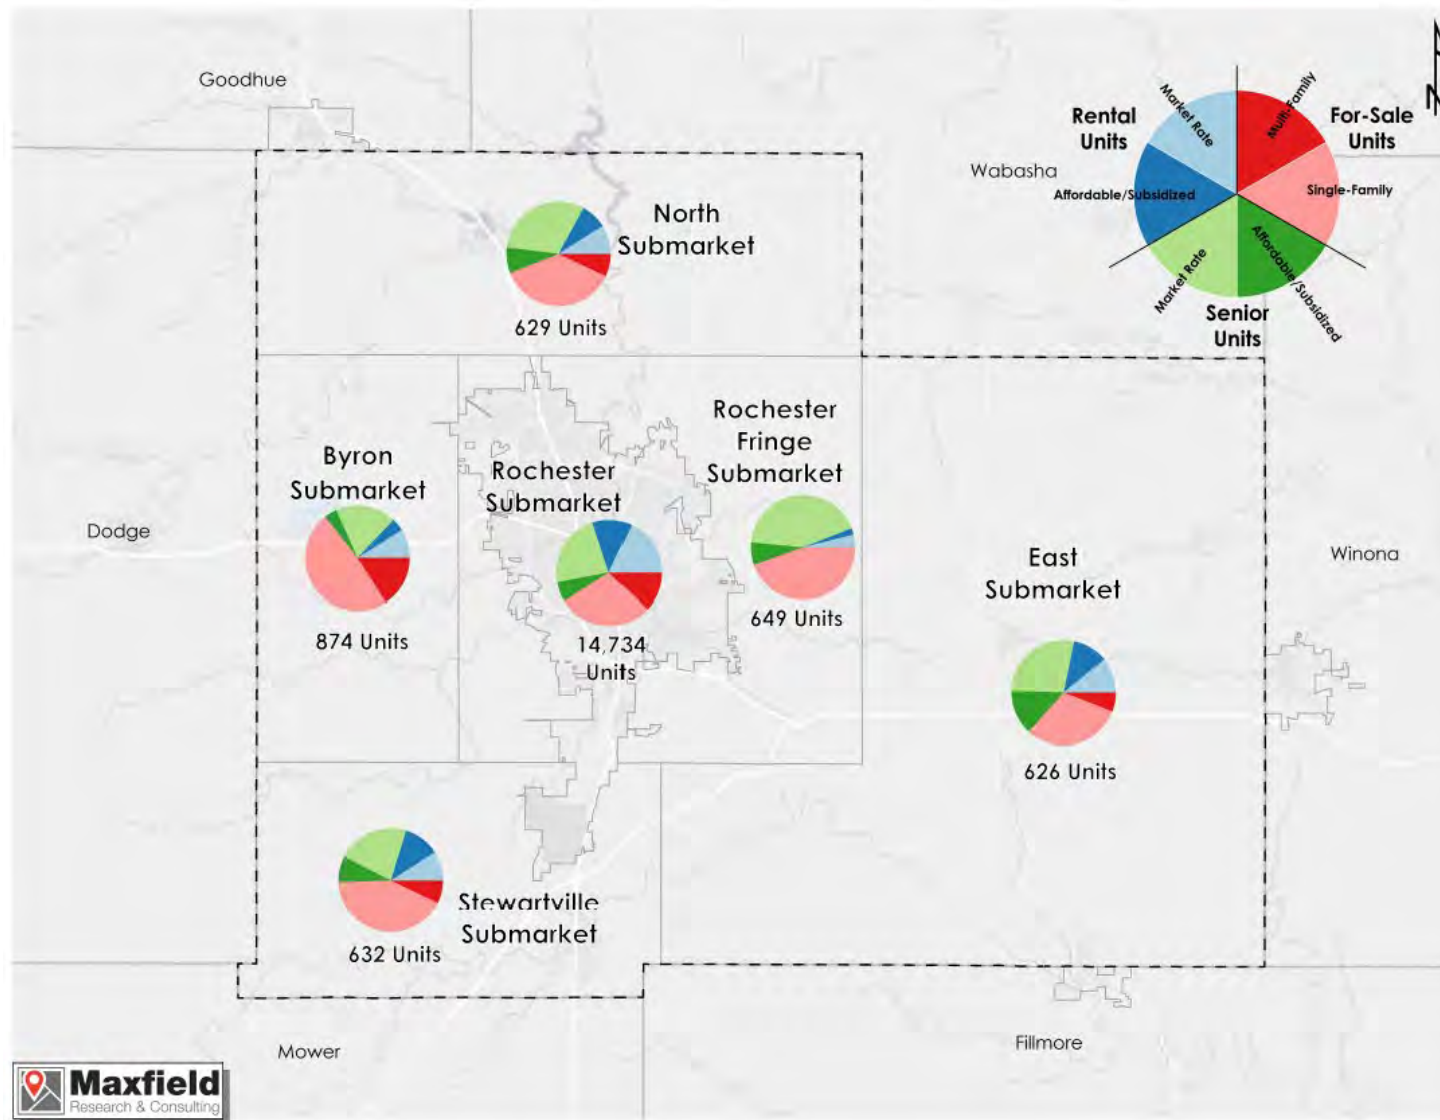 Goodhue
Wabasha
Rental
Units
For-Sale
Units
Market Rate
Multi-Family
Affordable/Subsidized
Single-Family
Market Rate
Affordable/Subsidized
Senior
Units
N
North
Submarket
629 Units
Byron
Submarket
874 Units
Rochester
Submarket
14,734
Units
Rochester
Fringe
Submarket
649 Units
East
Submarket
626 Units
Dodge
Winona
Stewartville
Submarket
632 Units
Mower
Fillmore
Maxfield
Research & Consulting